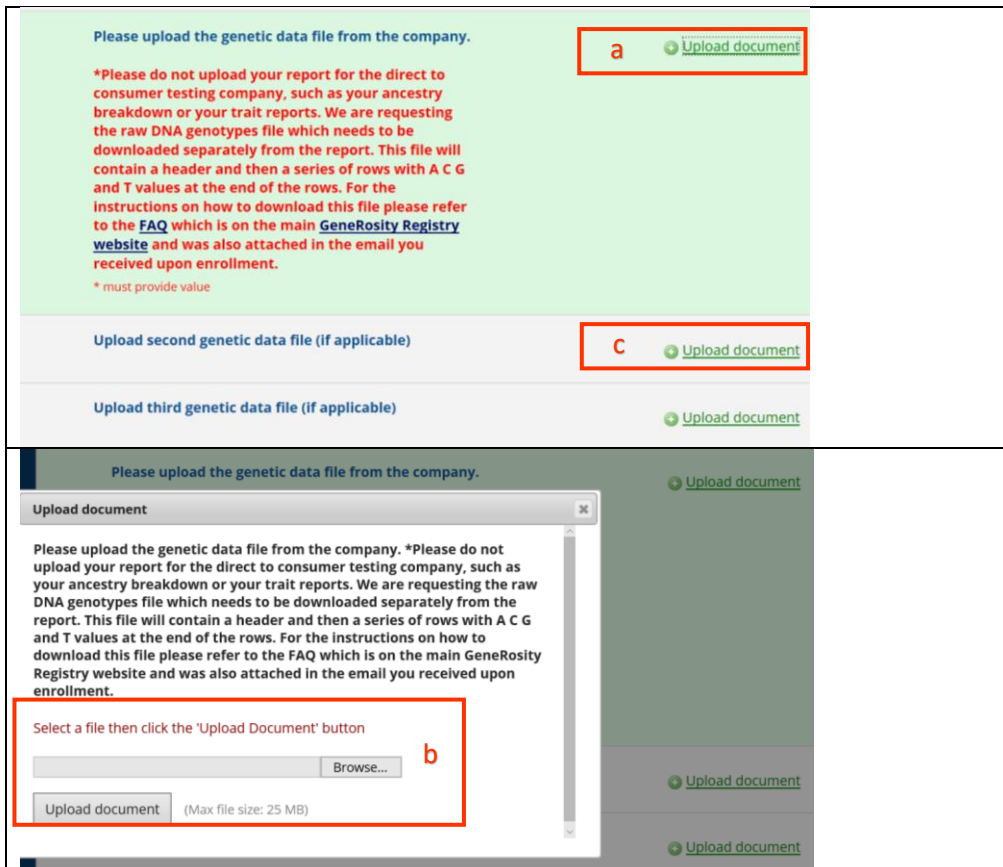 Please upload the genetic data file from the company.
a
Upload document
*Please do not upload your report for the direct to
consumer testing company, such as your ancestry
breakdown or your trait reports. We are requesting
the raw DNA genotypes file which needs to be
downloaded separately from the report. This file will
contain a header and then a series of rows with A C G
and T values at the end of the rows. For the
instructions on how to download this file please refer
to the FAQ which is on the main GeneRosity Registry
website and was also attached in the email you
received upon enrollment.
* must provide value
Upload second genetic data file (if applicable)
c
Upload document
Upload third genetic data file (if applicable)
Upload document
Please upload the genetic data file from the company.
Upload document
Upload document
Please upload the genetic data file from the company. *Please do not
upload your report for the direct to consumer testing company, such as
your ancestry breakdown or your trait reports. We are requesting the raw
DNA genotypes file which needs to be downloaded separately from the
report. This file will contain a header and then a series of rows with A C G
and T values at the end of the rows. For the instructions on how to
download this file please refer to the FAQ which is on the main GeneRosity
Registry website and was also attached in the email you received upon
enrollment.
Select a file then click the 'Upload Document' button
b
Browse...
Upload document
(Max file size: 25 MB)
Upload document
Upload document